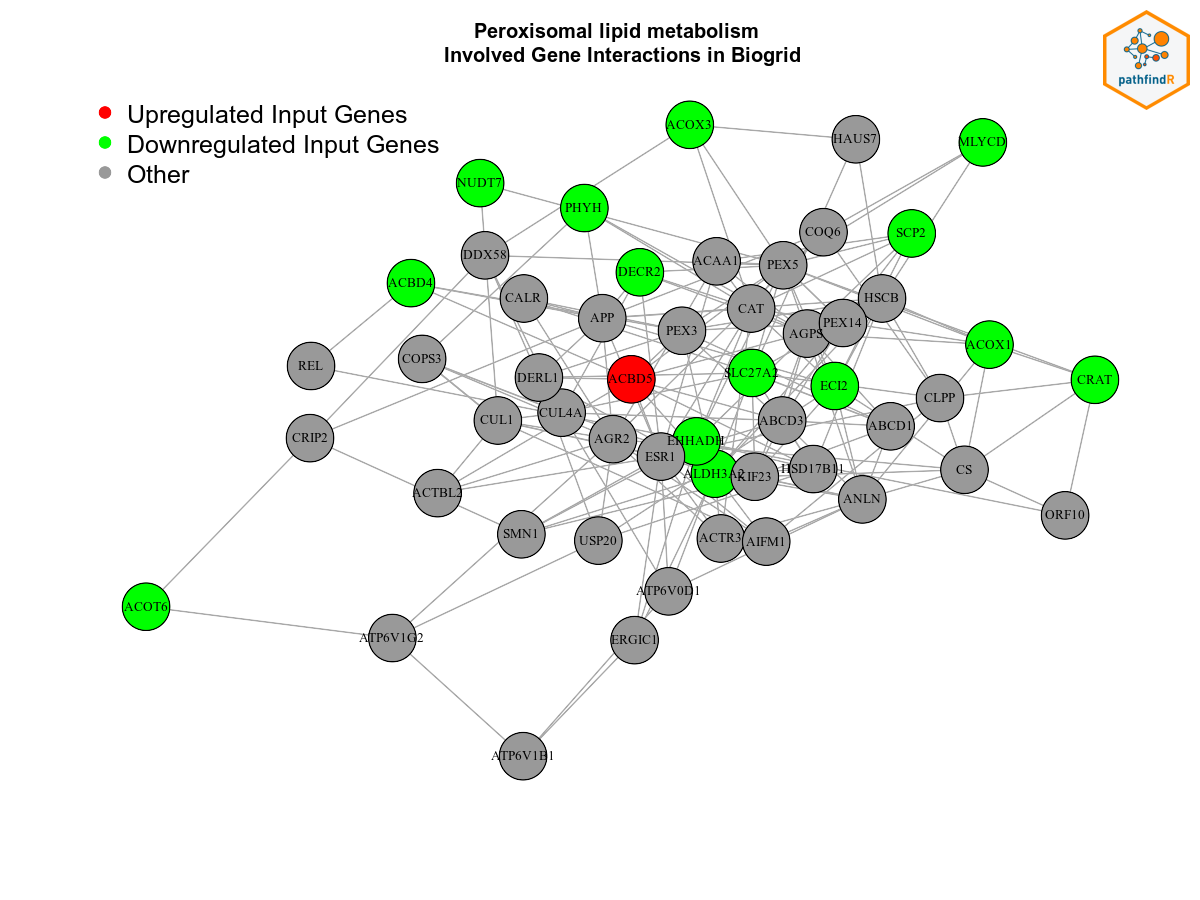 Peroxisomal lipid metabolism
Involved Gene Interactions in Biogrid
pathfindR
Upregulated Input Genes
Downregulated Input Genes
Other
ACOX3
HAUS7
MLYCD
NUDT7
PHYH
COQ6
SCP2
DDX58
ACAA1
PEX5
DECR2
ACBD4
CALR
HSCB
CAT
APP
PEX3
AGPS
PEX14
ACOX1
COPS3
REL
DERL1
ACBD5
SLC27A2
ECI2
CRAT
CLPP
CUL4A
CUL1
ABCD3
ABCD1
CRIP2
AGR2
EHHADH
ESR1
ALDH3A2
KIF23
HSD17B11
CS
ACTBL2
ANLN
ORF10
SMN1
USP20
ACTR3
AIFM1
ATP6V0D1
ACOT6
ATP6V1G2
ERGIC1
ATP6V1B1